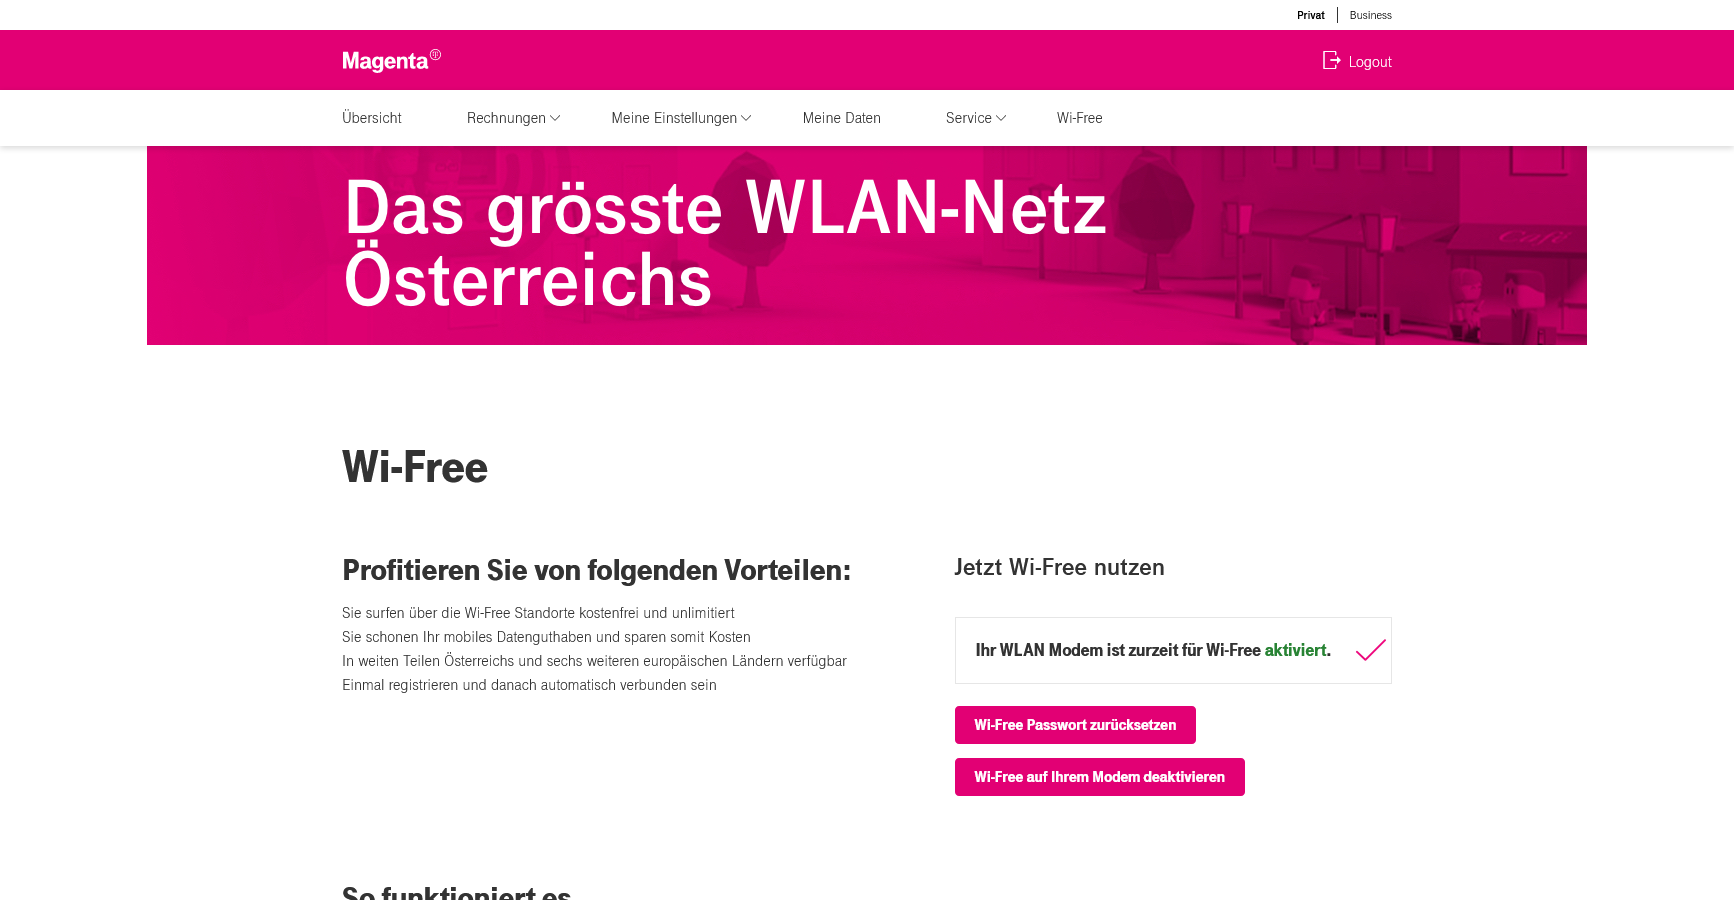 Privat
Business
Magenta®
Logout
Übersicht
Rechnungen
Meine Einstellungen
Meine Daten
Service
Wi-Free
Das grösste WLAN-Netz
Österreichs
Café
Wi-Free
Profitieren Sie von folgenden Vorteilen:
Sie surfen über die Wi-Free Standorte kostenfrei und unlimitiert
Sie schonen Ihr mobiles Datenguthaben und sparen somit Kosten
In weiten Teilen Österreichs und sechs weiteren europäischen Ländern verfügbar
Einmal registrieren und danach automatisch verbunden sein
Jetzt Wi-Free nutzen
Ihr WLAN Modem ist zurzeit für Wi-Free aktiviert.
Wi-Free Passwort zurücksetzen
Wi-Free auf Ihrem Modem deaktivieren
So funktioniert es